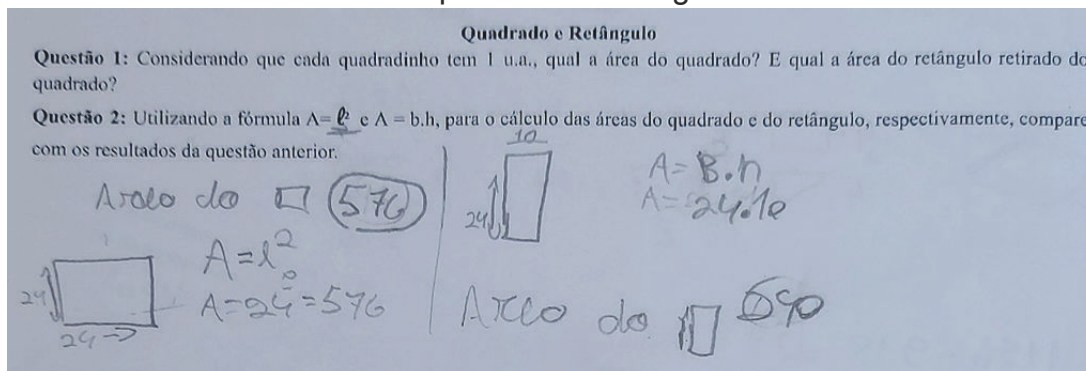 Quadrado e Retângulo
Questão 1: Considerando que cada quadradinho tem 1 u.a., qual a área do quadrado? E qual a área do retângulo retirado do
quadrado?
Questão 2: Utilizando a fórmula A= ℓ² e A = b.h, para o cálculo das áreas do quadrado e do retângulo, respectivamente, compare
com os resultados da questão anterior.
Area do 576
A=l²
A=24²=576
24
24
10
24
A=B.h
A=24.10
Area do